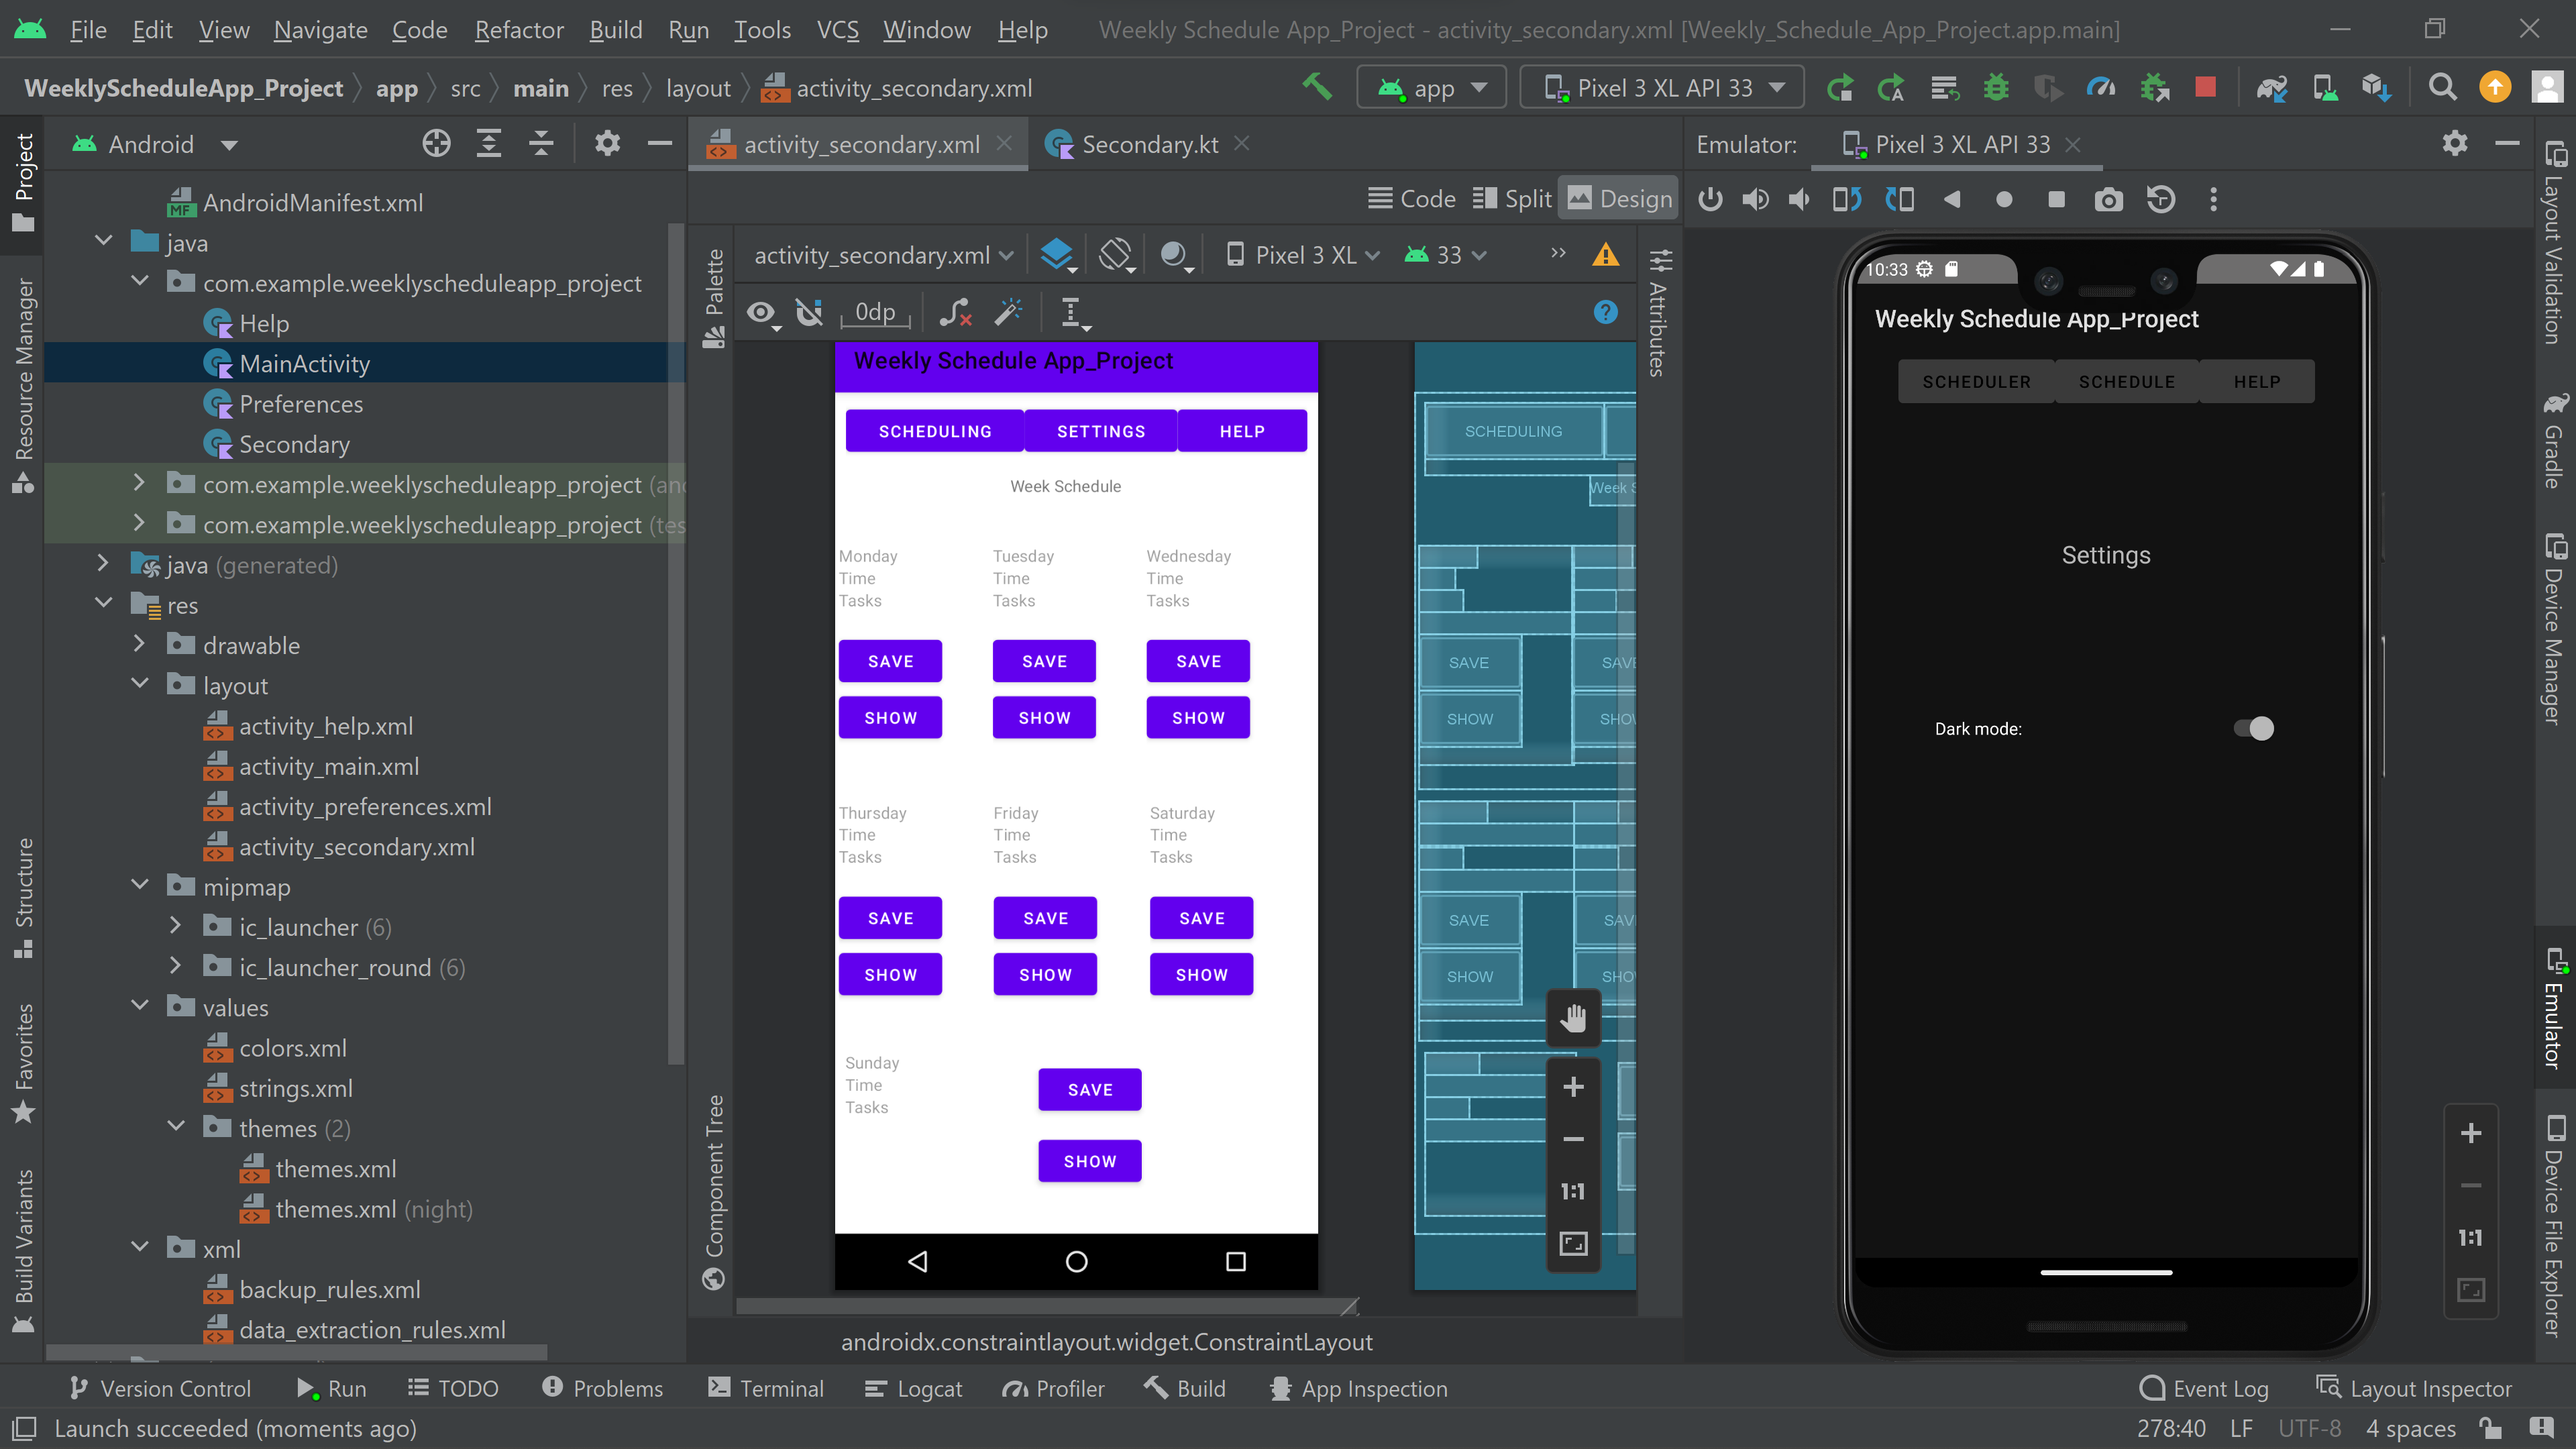 File Edit View Navigate Code Refactor Build Run Tools VCS Window Help Weekly Schedule App_Project - activity_secondary.xml [Weekly_Schedule_App_Project.app.main]
WeeklyScheduleApp_Project app src main res layout activity_secondary.xml app Pixel 3 XL API 33
Project
Resource Manager
Structure
Favorites
Build Variants
Android
AndroidManifest.xml
java
com.example.weeklyscheduleapp_project
Help
MainActivity
Preferences
Secondary
com.example.weeklyscheduleapp_project (and
com.example.weeklyscheduleapp_project (tes
java (generated)
res
drawable
layout
activity_help.xml
activity_main.xml
activity_preferences.xml
activity_secondary.xml
mipmap
ic_launcher (6)
ic_launcher_round (6)
values
colors.xml
strings.xml
themes (2)
themes.xml
themes.xml (night)
xml
backup_rules.xml
data_extraction_rules.xml
activity_secondary.xml Secondary.kt
Code Split Design
Palette
Component Tree
activity_secondary.xml Pixel 3 XL 33
0dp
Attributes
Weekly Schedule App_Project
SCHEDULING SETTINGS HELP
Week Schedule
Monday Tuesday Wednesday
Time Time Time
Tasks Tasks Tasks
SAVE SAVE SAVE
SHOW SHOW SHOW
Thursday Friday Saturday
Time Time Time
Tasks Tasks Tasks
SAVE SAVE SAVE
SHOW SHOW SHOW
Sunday
Time
Tasks
SAVE
SHOW
SCHEDULING
Week S
SAVE SAVE
SHOW SHO
SAVE SAV
SHOW SHO
1:1
androidx.constraintlayout.widget.ConstraintLayout
Emulator: Pixel 3 XL API 33
10:33
Weekly Schedule App_Project
SCHEDULER SCHEDULE HELP
Settings
Dark mode:
1:1
Layout Validation
Gradle
Device Manager
Emulator
Device File Explorer
Version Control Run TODO Problems Terminal Logcat Profiler Build App Inspection Event Log Layout Inspector
Launch succeeded (moments ago) 278:40 LF UTF-8 4 spaces